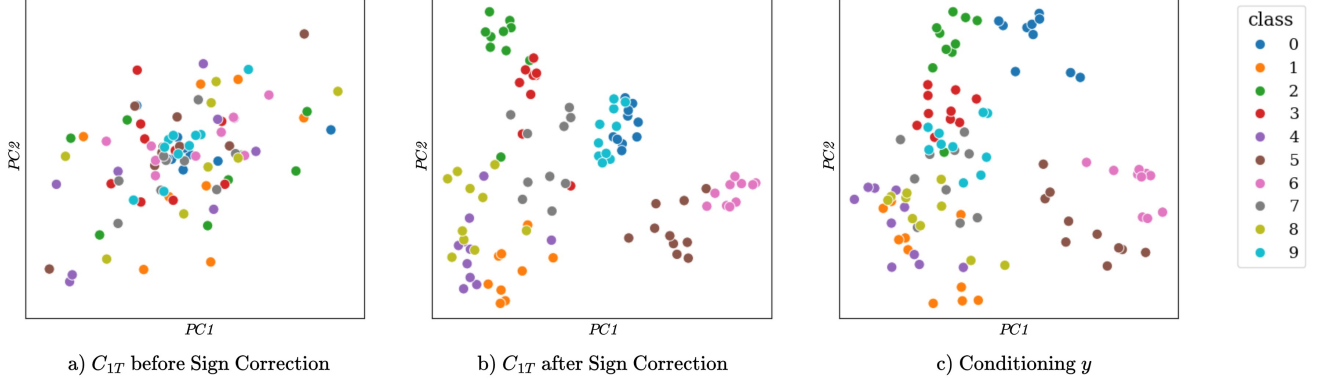 class
0
1
2
3
4
5
6
7
8
9
PC2
PC2
PC2
PC1
PC1
PC1
a) C₁T before Sign Correction
b) C₁T after Sign Correction
c) Conditioning y